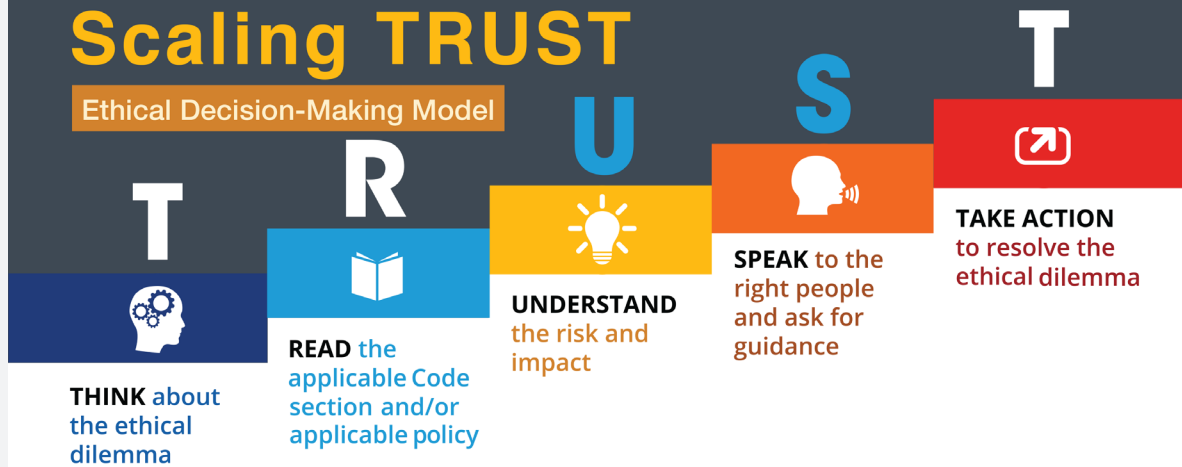 Scaling TRUST
Ethical Decision-Making Model
T
THINK about
the ethical
dilemma
R
READ the
applicable Code
section and/or
applicable policy
U
UNDERSTAND
the risk and
impact
S
SPEAK to the
right people
and ask for
guidance
T
TAKE ACTION
to resolve the
ethical dilemma